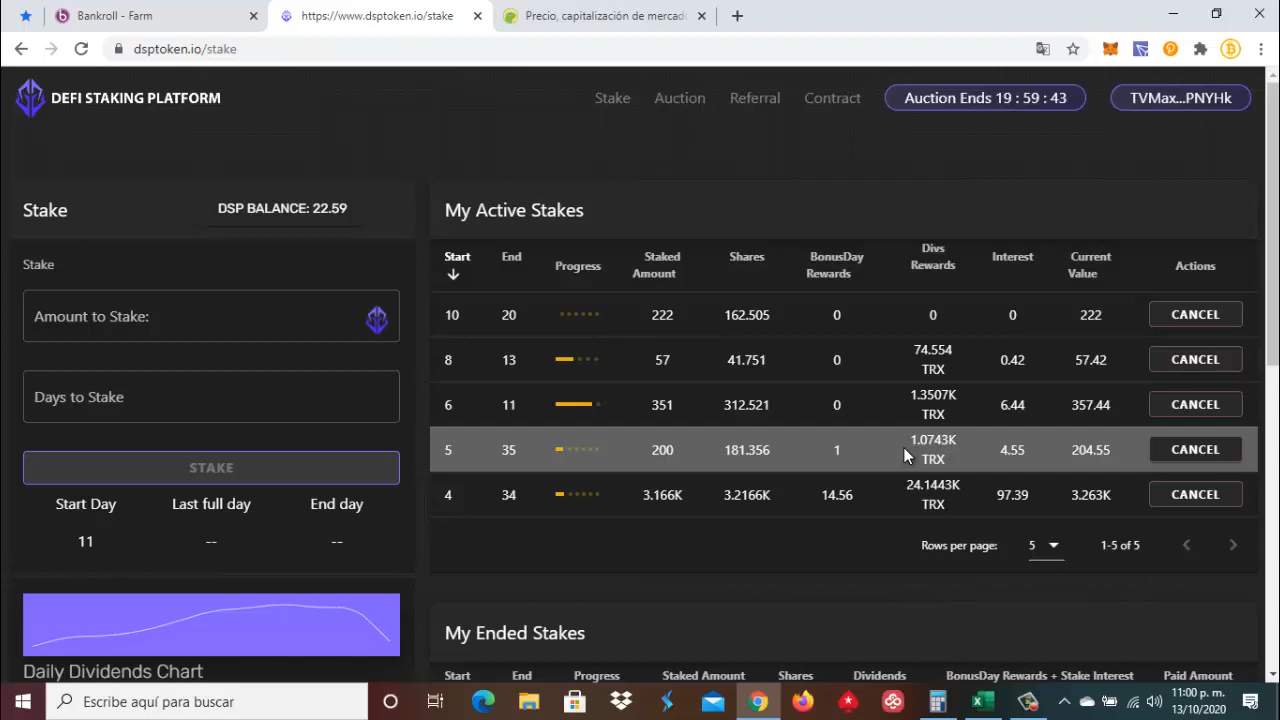 Bankroll - Farm
https://www.dsptoken.io/stake
Precio, capitalización de mercado
dsptoken.io/stake
DEFI STAKING PLATFORM
Stake
Auction
Referral
Contract
Auction Ends 19 : 59 : 43
TVMax...PNYHk
Stake
DSP BALANCE: 22.59
Stake
Amount to Stake:
Days to Stake
STAKE
Start Day Last full day End day
11 -- --
Daily Dividends Chart
My Active Stakes
Start End Progress Staked Amount Shares BonusDay Rewards Divs Rewards Interest Current Value Actions
10 20 222 162.505 0 0 0 222 CANCEL
8 13 57 41.751 0 74.554 TRX 0.42 57.42 CANCEL
6 11 351 312.521 0 1.3507K TRX 6.44 357.44 CANCEL
5 35 200 181.356 1 1.0743K TRX 4.55 204.55 CANCEL
4 34 3.166K 3.2166K 14.56 24.1443K TRX 97.39 3.263K CANCEL
Rows per page: 5 1-5 of 5
My Ended Stakes
Start End Progress Staked Amount Shares Dividends BonusDay Rewards + Stake Interest Paid Amount
Escribe aquí para buscar
11:00 p. m.
13/10/2020